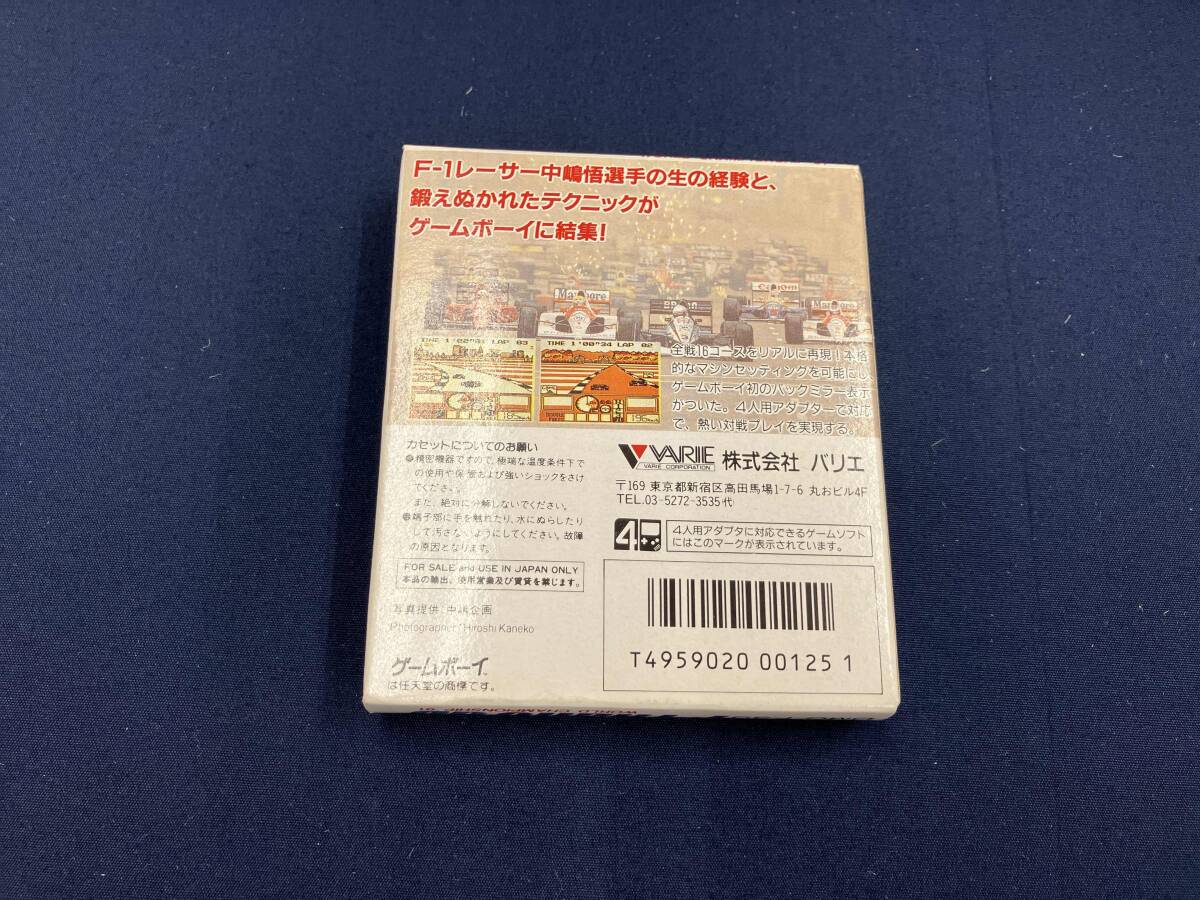 F-1レーサー中嶋悟選手の生の経験と、
鍛えぬかれたテクニックが
ゲームボーイに結集!
Marlboro
Marlboro
TIME 1'00"34 LAP 02
LAP 03
全戦16コースをリアルに再現!本格
的なマシンセッティングを可能にし、
ゲームボーイ初のバックミラー表示
がついた。4人用アダプターで対応
で、熱い対戦プレイを実現する。
カセットについてのお願い
●精密機器ですので、極端な温度条件下で
の使用や保管および強いショックをさけ
てください。
また、絶対に分解しないでください。
●端子部に手を触れたり、水にぬらしたり
して汚さないようにしてください。故障
の原因となります。
FOR SALE and USE IN JAPAN ONLY
本品の輸出、使用営業及び賃貸を禁じます。
写真提供:中嶋企画
Photographer/Hiroshi Kaneko
ゲームボーイ
は任天堂の商標です。
VARIE
VARIE CORPORATION
株式会社 バリエ
〒169 東京都新宿区高田馬場1-7-6 丸おビル4F
TEL.03-5272-3535代)
4
4人用アダプタに対応できるゲームソフト
にはこのマークが表示されています。
T4959020 00125 1
WORLD CHAMPIONSHIP '91